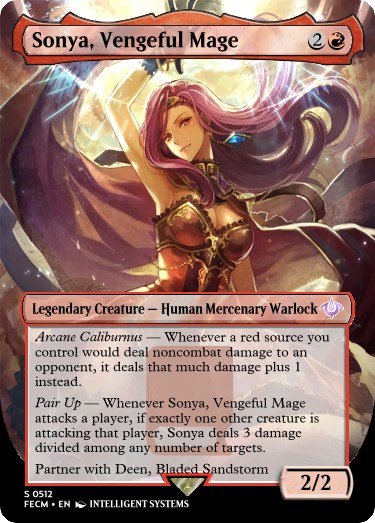 Sonya, Vengeful Mage 2
Legendary Creature — Human Mercenary Warlock
Arcane Caliburnus — Whenever a red source you
control would deal noncombat damage to an
opponent, it deals that much damage plus 1
instead.
Pair Up — Whenever Sonya, Vengeful Mage
attacks a player, if exactly one other creature is
attacking that player, Sonya deals 3 damage
divided among any number of targets.
Partner with Deen, Bladed Sandstorm
2/2
S 0512
FECM • EN INTELLIGENT SYSTEMS